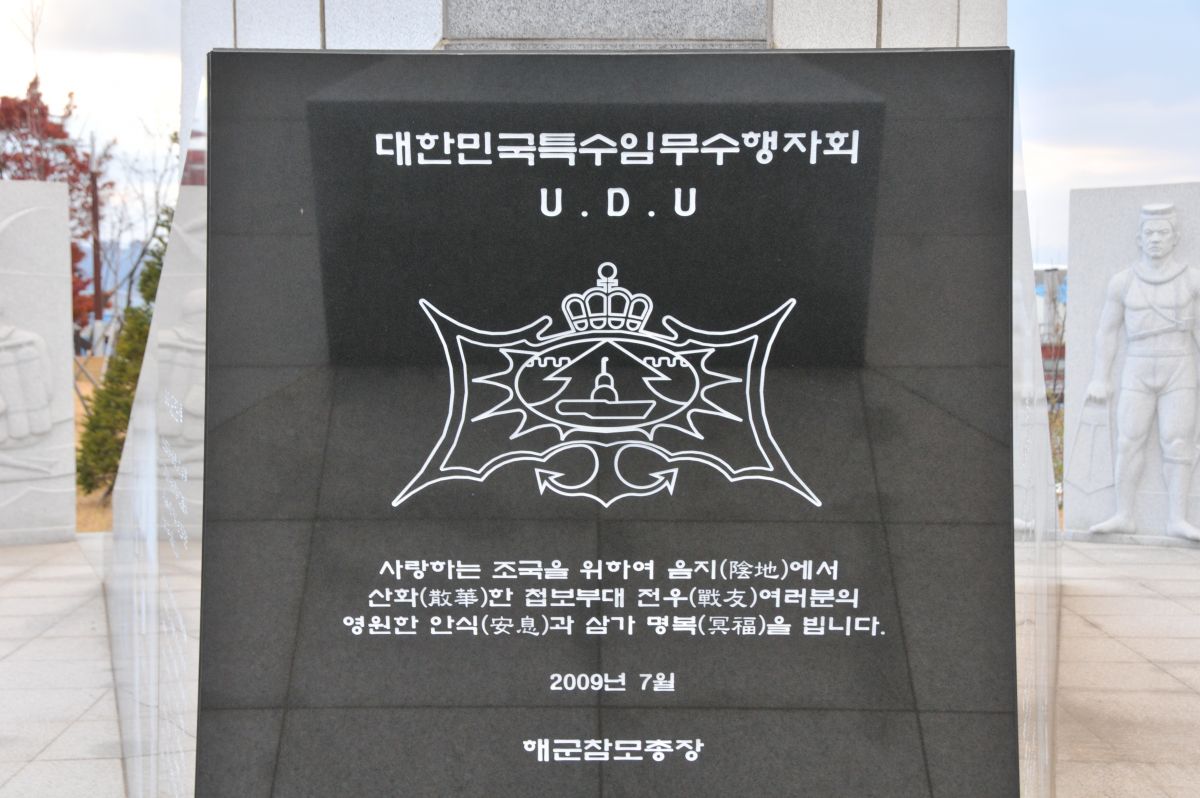 대한민국특수임무수행자회
U.D.U
사랑하는 조국을 위하여 음지(陰地)에서
산화(散華)한 첩보부대 전우(戰友)여러분의
영원한 안식(安息)과 삼가 명복(冥福)을 빕니다.
2009년 7월
해군참모총장